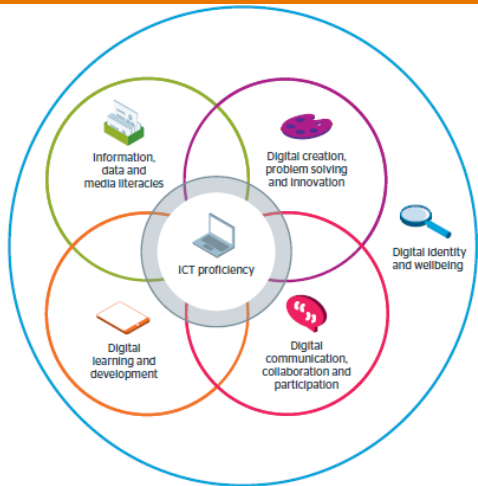 Information,
data and
media literacies
Digital creation,
problem solving
and innovation
Digital identity
and wellbeing
ICT proficiency
Digital
learning and
development
Digital
communication,
collaboration and
participation